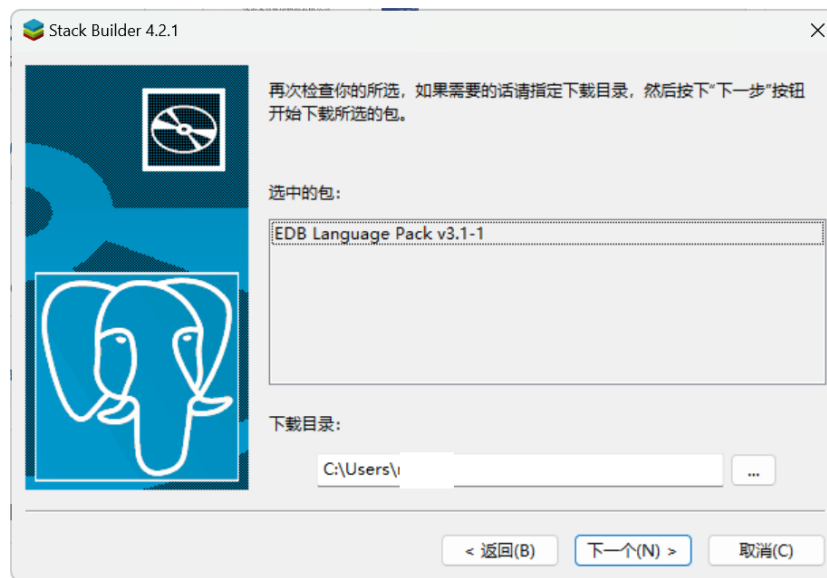 Stack Builder 4.2.1
再次检查你的所选，如果需要的话请指定下载目录，然后按下“下一步”按钮
开始下载所选的包。
选中的包：
EDB Language Pack v3.1-1
下载目录：
C:\Users\
...
< 返回(B)
下一个(N) >
取消(C)